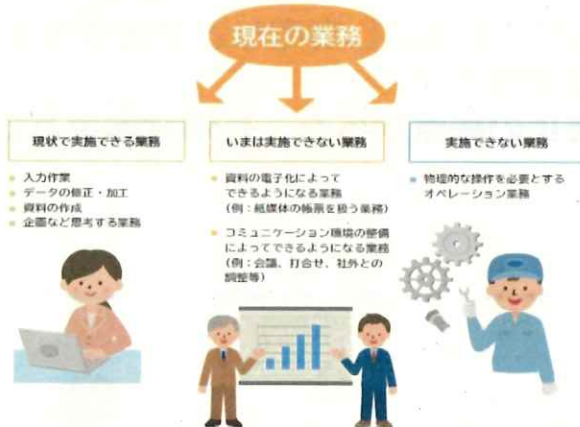 現在の業務
現状で実施できる業務
入力作業
データの修正・加工
資料の作成
企画など思考する業務
いまは実施できない業務
資料の電子化によって
できるようになる業務
(例：紙媒体の帳票を扱う業務)
コミュニケーション環境の整備
によってできるようになる業務
(例：会議、打合せ、社外との
調整等)
実施できない業務
物理的な操作を必要とする
オペレーション業務